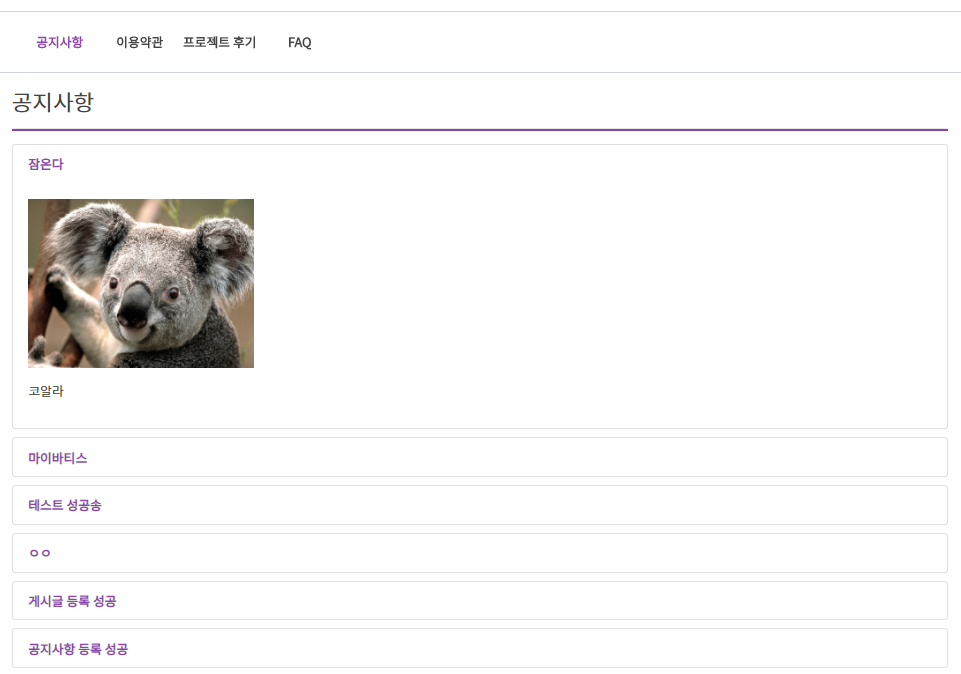 공지사항 이용약관 프로젝트 후기 FAQ
공지사항
잠온다
코알라
마이바티스
테스트 성공송
ㅇㅇ
게시글 등록 성공
공지사항 등록 성공